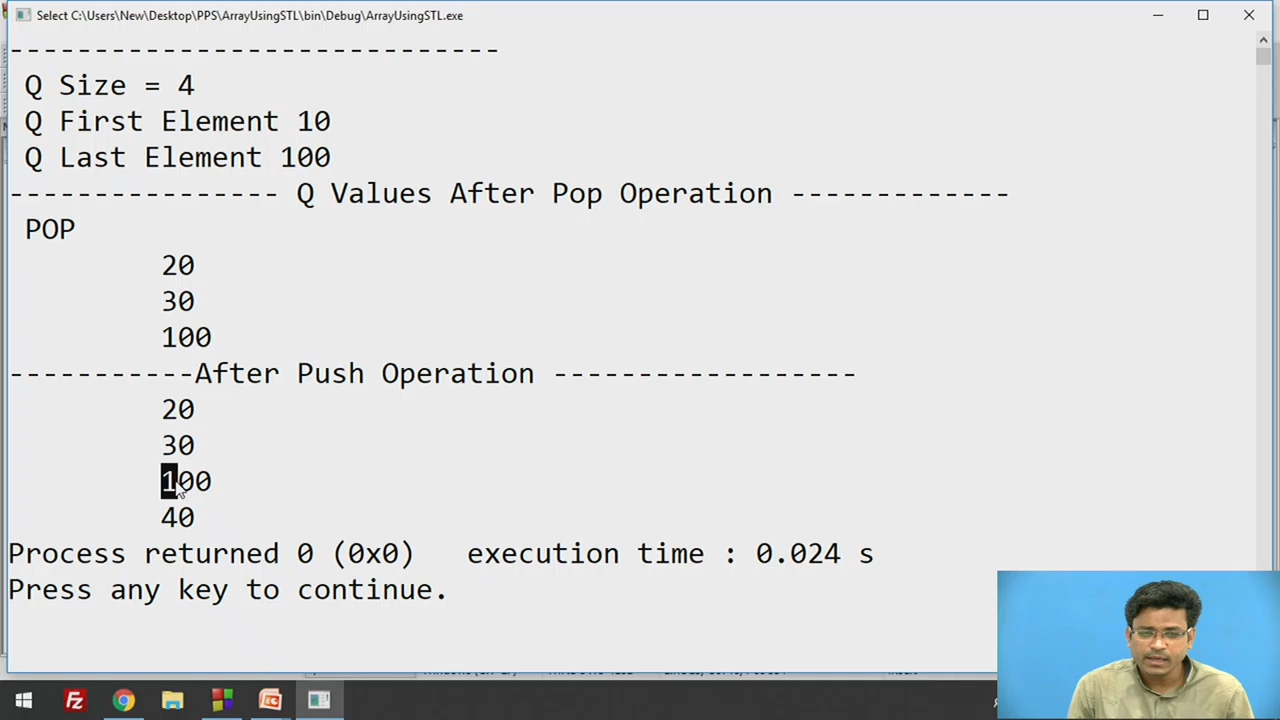 Select C:\Users\New\Desktop\PPS\ArrayUsingSTL\bin\Debug\ArrayUsingSTL.exe
-----------------------------
Q Size = 4
Q First Element 10
Q Last Element 100
---------------- Q Values After Pop Operation -------------
POP
20
30
100
-----------After Push Operation ------------------
20
30
100
40
Process returned 0 (0x0)   execution time : 0.024 s
Press any key to continue.